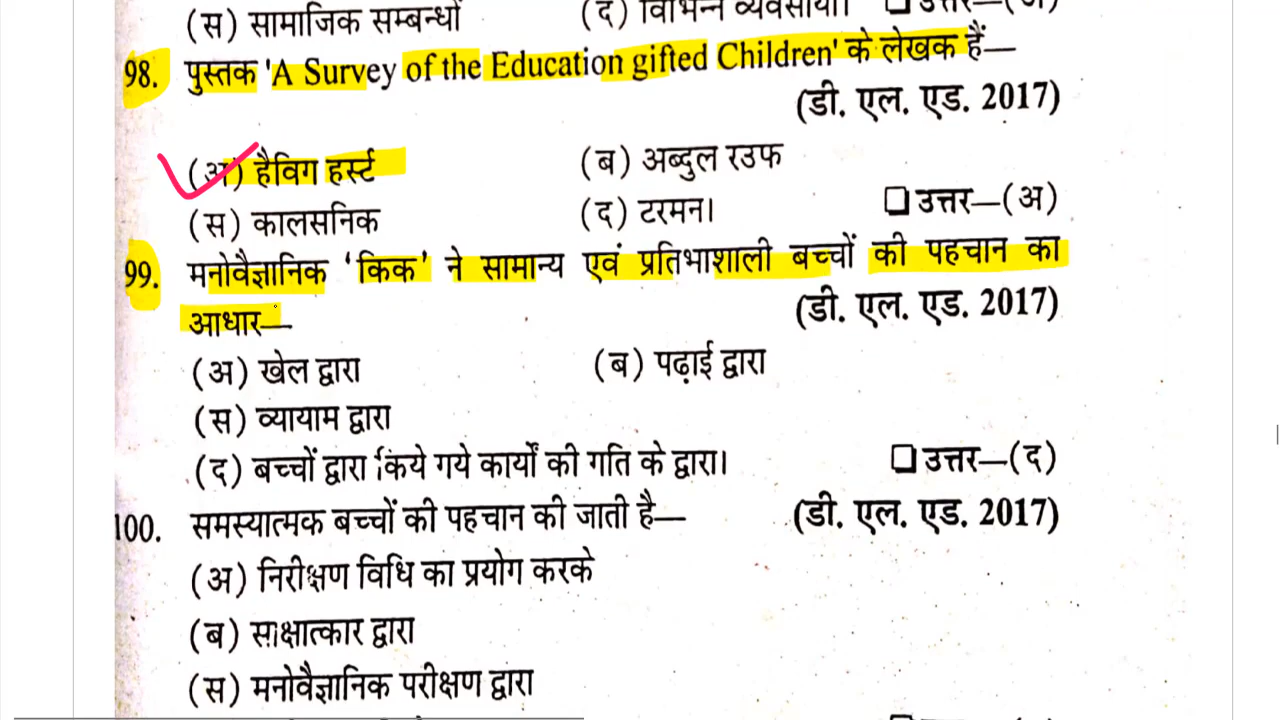 (स) सामाजिक सम्बन्धों (द) विभिन्न व्यवसायों। उत्तर—(अ)
98. पुस्तक 'A Survey of the Education gifted Children' के लेखक हैं—
(डी. एल. एड. 2017)
(अ) हैविग हर्स्ट (ब) अब्दुल रउफ
(स) कालसनिक (द) टरमन। उत्तर—(अ)
99. मनोवैज्ञानिक 'किक' ने सामान्य एवं प्रतिभाशाली बच्चों की पहचान का
आधार— (डी. एल. एड. 2017)
(अ) खेल द्वारा (ब) पढ़ाई द्वारा
(स) व्यायाम द्वारा
(द) बच्चों द्वारा किये गये कार्यों की गति के द्वारा। उत्तर—(द)
100. समस्यात्मक बच्चों की पहचान की जाती है— (डी. एल. एड. 2017)
(अ) निरीक्षण विधि का प्रयोग करके
(ब) साक्षात्कार द्वारा
(स) मनोवैज्ञानिक परीक्षण द्वारा